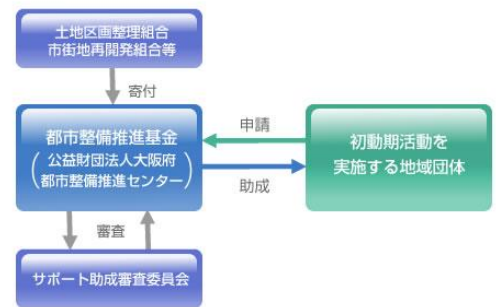 土地区画整理組合
市街地再開発組合等
寄付
都市整備推進基金
(公益財団法人大阪府
都市整備推進センター)
申請
助成
初動期活動を
実施する地域団体
審査
サポート助成審査委員会